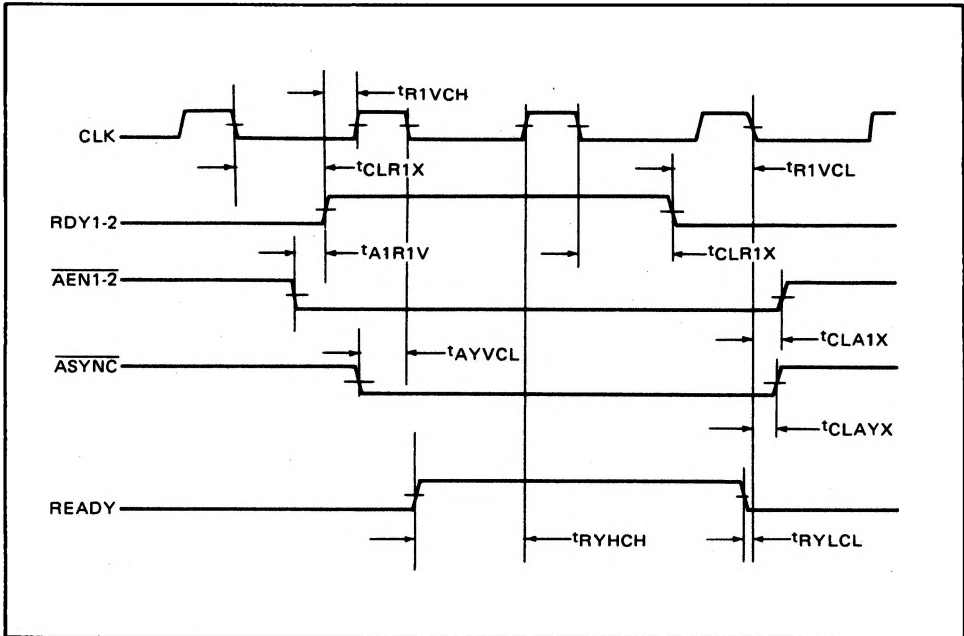 tR1VCH
CLK
tCLR1X
tR1VCL
RDY1-2
tA1R1V
tCLR1X
AEN1-2
tCLA1X
tAYVCL
ASYNC
tCLAYX
READY
tRYHCH
tRYLCL